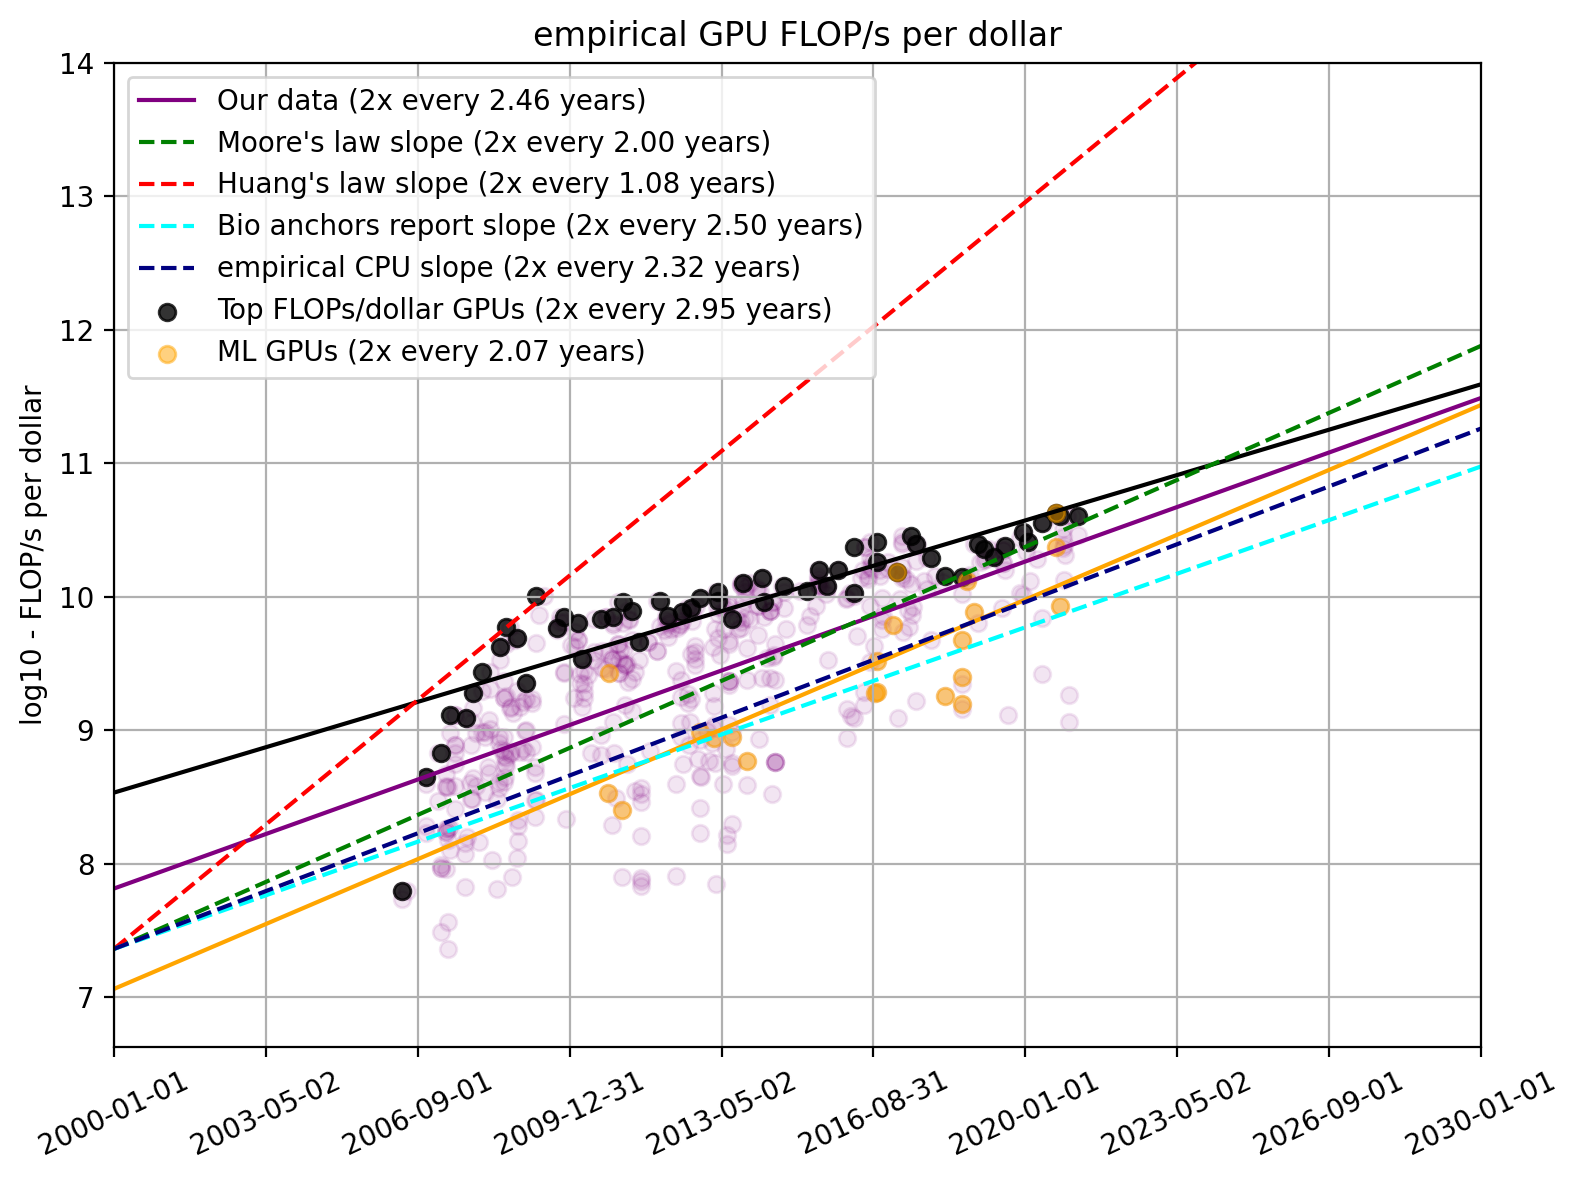 empirical GPU FLOP/s per dollar
14
13
12
11
10
9
8
7
log10 - FLOP/s per dollar
Our data (2x every 2.46 years)
Moore's law slope (2x every 2.00 years)
Huang's law slope (2x every 1.08 years)
Bio anchors report slope (2x every 2.50 years)
empirical CPU slope (2x every 2.32 years)
Top FLOPs/dollar GPUs (2x every 2.95 years)
ML GPUs (2x every 2.07 years)
2000-01-01
2003-05-02
2006-09-01
2009-12-31
2013-05-02
2016-08-31
2020-01-01
2023-05-02
2026-09-01
2030-01-01